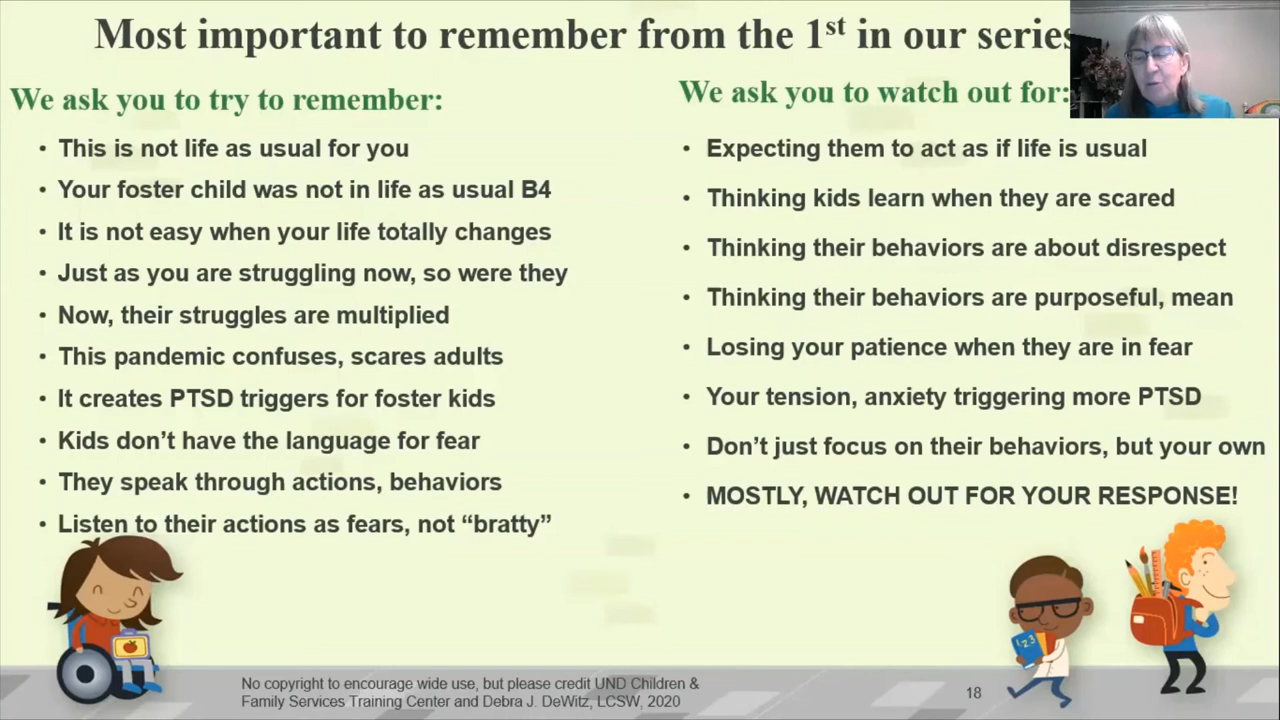 Most important to remember from the 1st in our series
We ask you to try to remember:
• This is not life as usual for you
• Your foster child was not in life as usual B4
• It is not easy when your life totally changes
• Just as you are struggling now, so were they
• Now, their struggles are multiplied
• This pandemic confuses, scares adults
• It creates PTSD triggers for foster kids
• Kids don’t have the language for fear
• They speak through actions, behaviors
• Listen to their actions as fears, not “bratty”
We ask you to watch out for:
• Expecting them to act as if life is usual
• Thinking kids learn when they are scared
• Thinking their behaviors are about disrespect
• Thinking their behaviors are purposeful, mean
• Losing your patience when they are in fear
• Your tension, anxiety triggering more PTSD
• Don’t just focus on their behaviors, but your own
• MOSTLY, WATCH OUT FOR YOUR RESPONSE!
1 2 3
No copyright to encourage wide use, but please credit UND Children &
Family Services Training Center and Debra J. DeWitz, LCSW, 2020
18